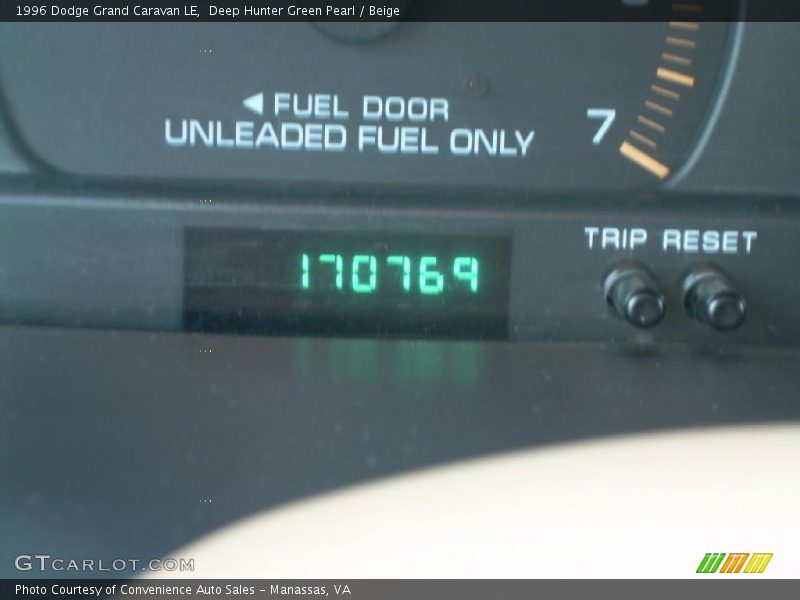 1996 Dodge Grand Caravan LE,  Deep Hunter Green Pearl / Beige
◄ FUEL DOOR
UNLEADED FUEL ONLY
7
TRIP RESET
170769
GTCARLOT.COM
Photo Courtesy of Convenience Auto Sales - Manassas, VA